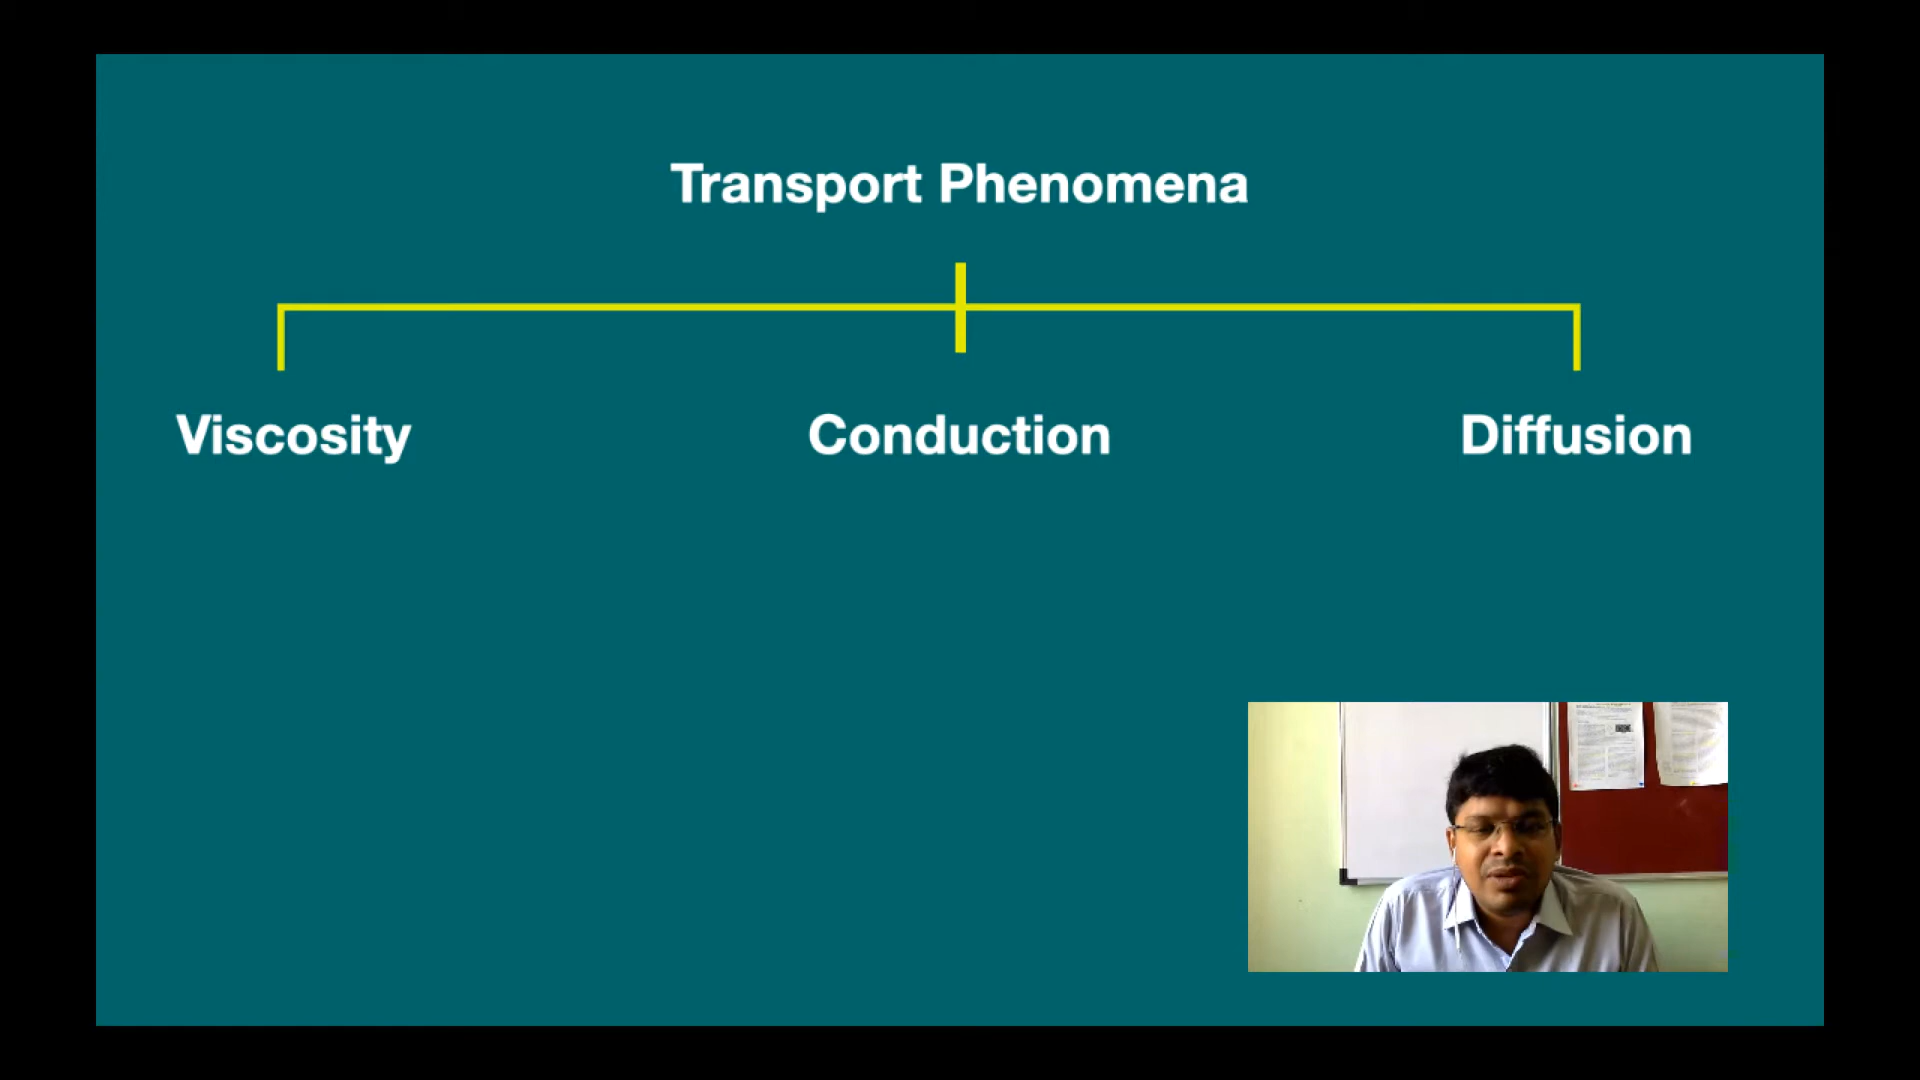 Transport Phenomena
Viscosity
Conduction
Diffusion